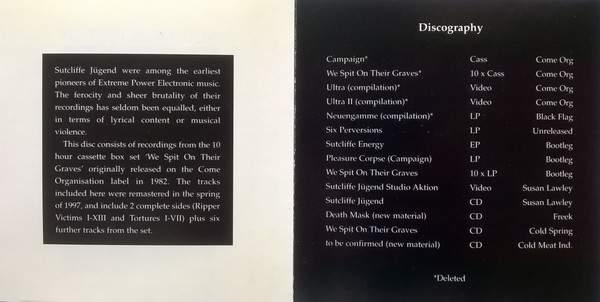 Sutcliffe Jügend were among the earliest
pioneers of Extreme Power Electronic music.
The ferocity and sheer brutality of their
recordings has seldom been equalled, either
in terms of lyrical content or musical
violence.
This disc consists of recordings from the 10
hour cassette box set 'We Spit On Their
Graves' originally released on the Come
Organisation label in 1982. The tracks
included here were remastered in the spring
of 1997, and include 2 complete sides (Ripper
Victims I-XIII and Tortures I-VII) plus six
further tracks from the set.
Discography
Campaign* Cass Come Org
We Spit On Their Graves* 10 x Cass Come Org
Ultra (compilation)* Video Come Org
Ultra II (compilation)* Video Come Org
Neuengamme (compilation)* LP Black Flag
Six Perversions LP Unreleased
Sutcliffe Energy EP Bootleg
Pleasure Corpse (Campaign) LP Bootleg
We Spit On Their Graves 10 x LP Bootleg
Sutcliffe Jügend Studio Aktion Video Susan Lawley
Sutcliffe Jügend CD Susan Lawley
Death Mask (new material) CD Freek
We Spit On Their Graves CD Cold Spring
to be confirmed (new material) CD Cold Meat Ind.
*Deleted